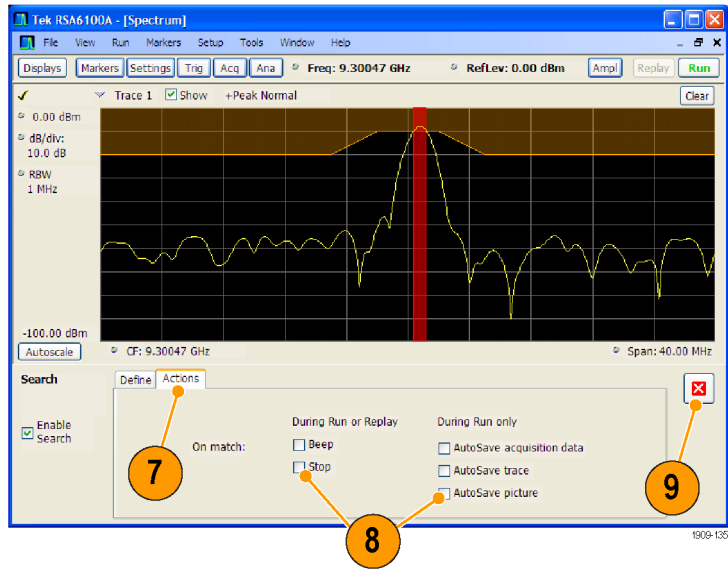 Tek RSA6100A - [Spectrum]
File View Run Markers Setup Tools Window Help
Displays Markers Settings Trig Acq Ana Freq: 9.30047 GHz RefLev: 0.00 dBm Ampl Replay Run
Trace 1 Show +Peak Normal Clear
0.00 dBm
dB/div:
10.0 dB
RBW
1 MHz
-100.00 dBm
Autoscale CF: 9.30047 GHz Span: 40.00 MHz
Search Define Actions
Enable
Search
During Run or Replay During Run only
On match: Beep AutoSave acquisition data
Stop AutoSave trace
AutoSave picture
7
8
9
1909-135